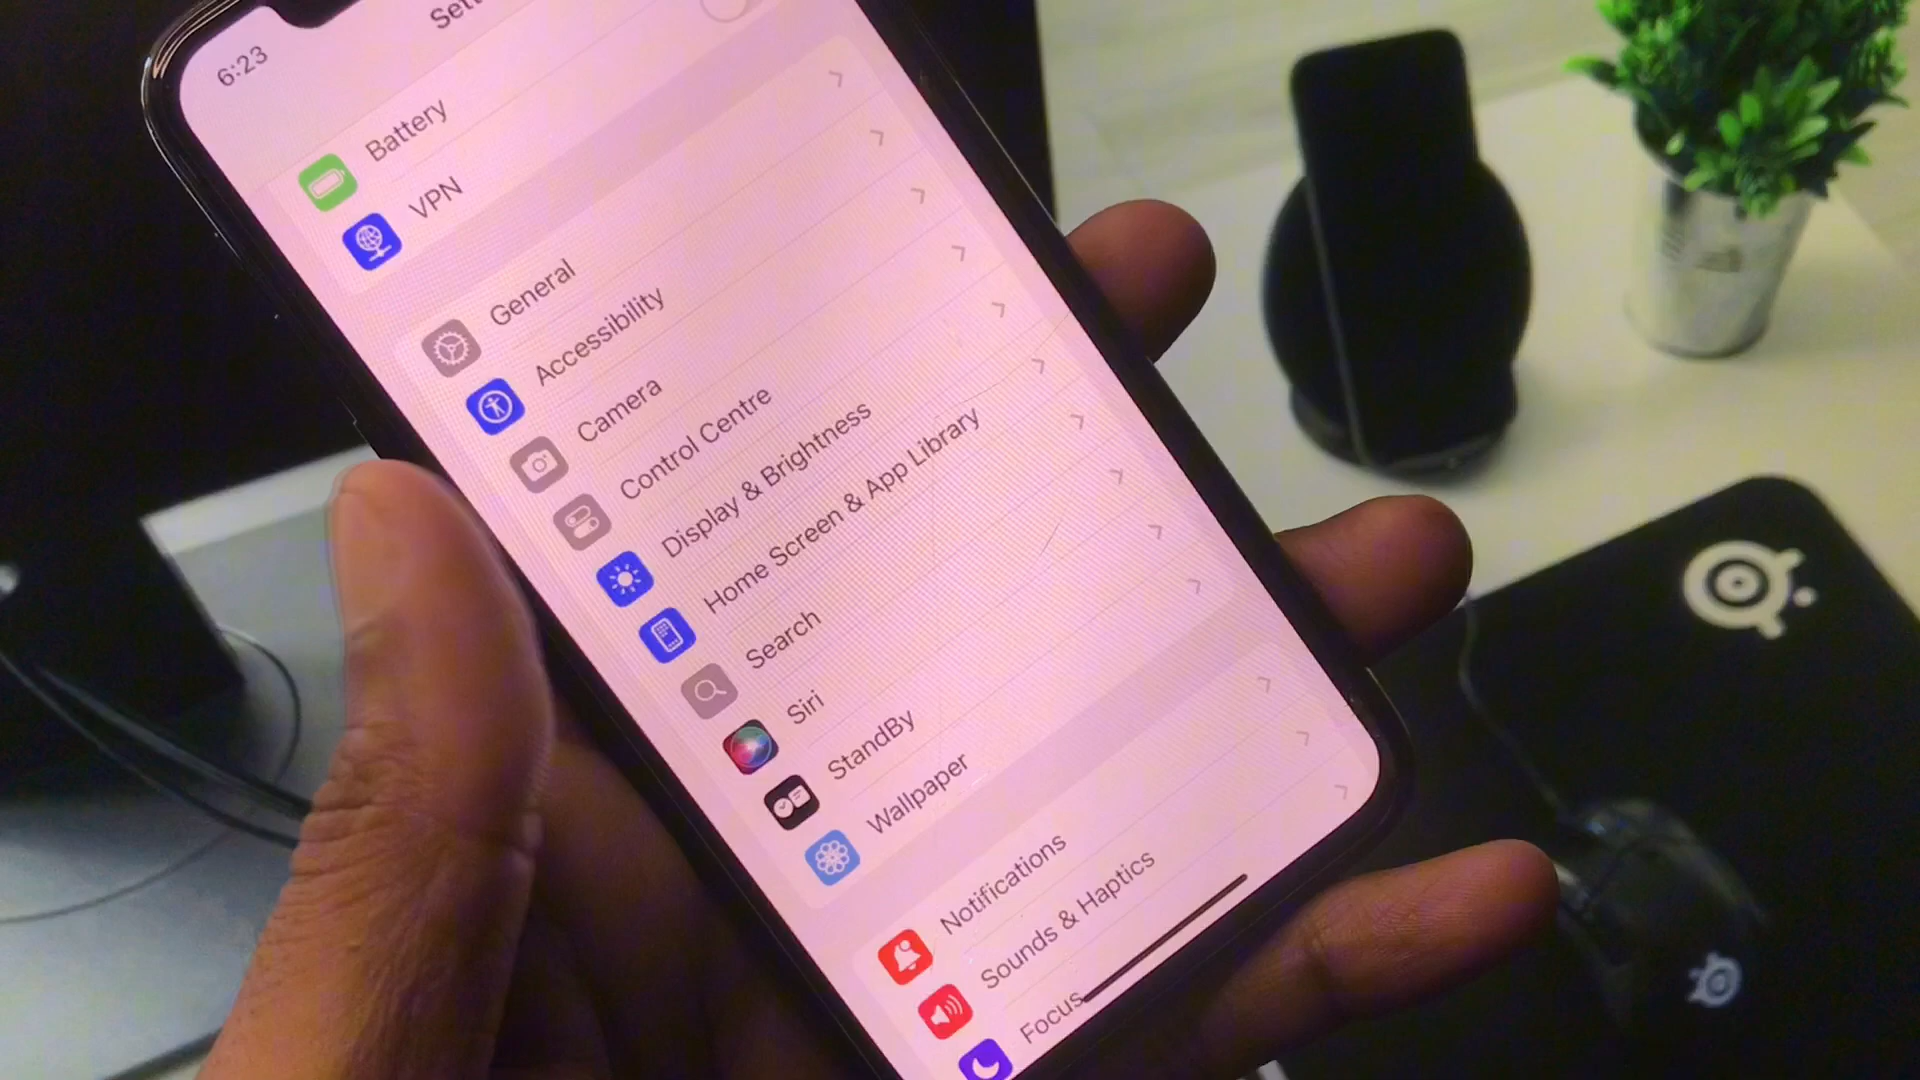 6:23
Battery
VPN
General
Accessibility
Camera
Control Centre
Display & Brightness
Home Screen & App Library
Search
Siri
StandBy
Wallpaper
Notifications
Sounds & Haptics
Focus